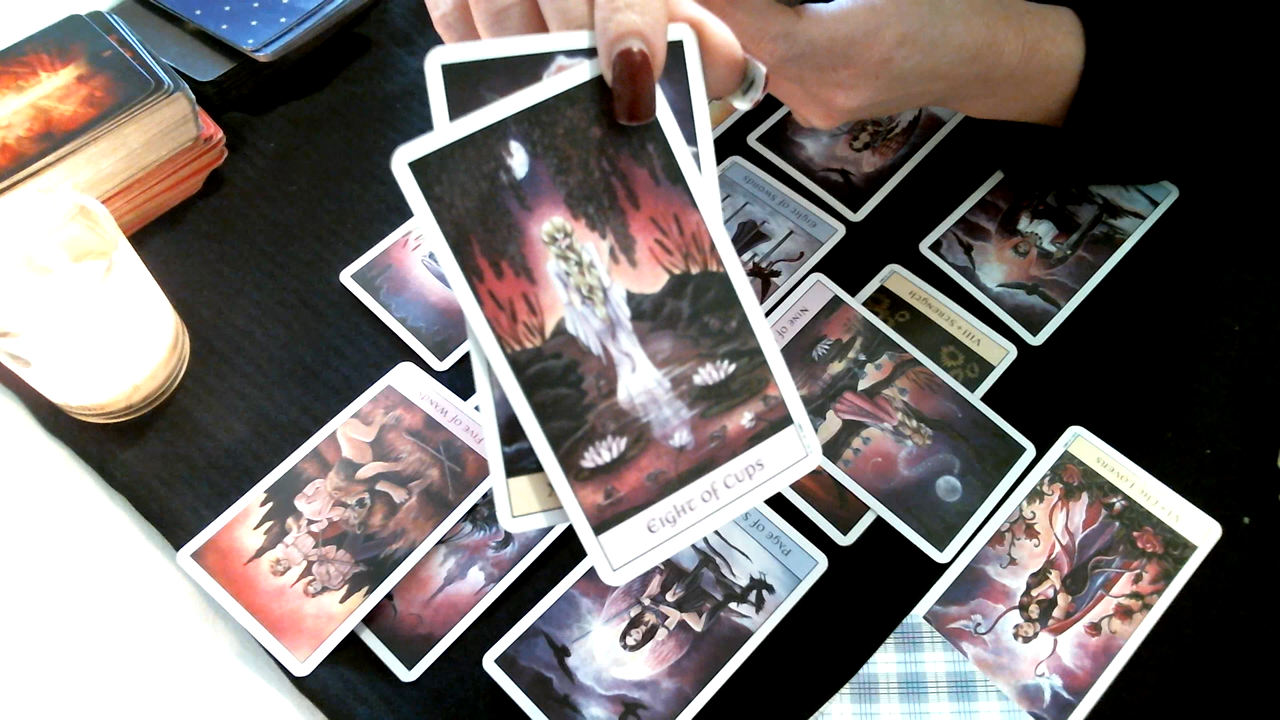 Eight of Swords
VIII • Strength
Nine of
Five of Wands
Eight of Cups
Page of S
VI • The Lovers